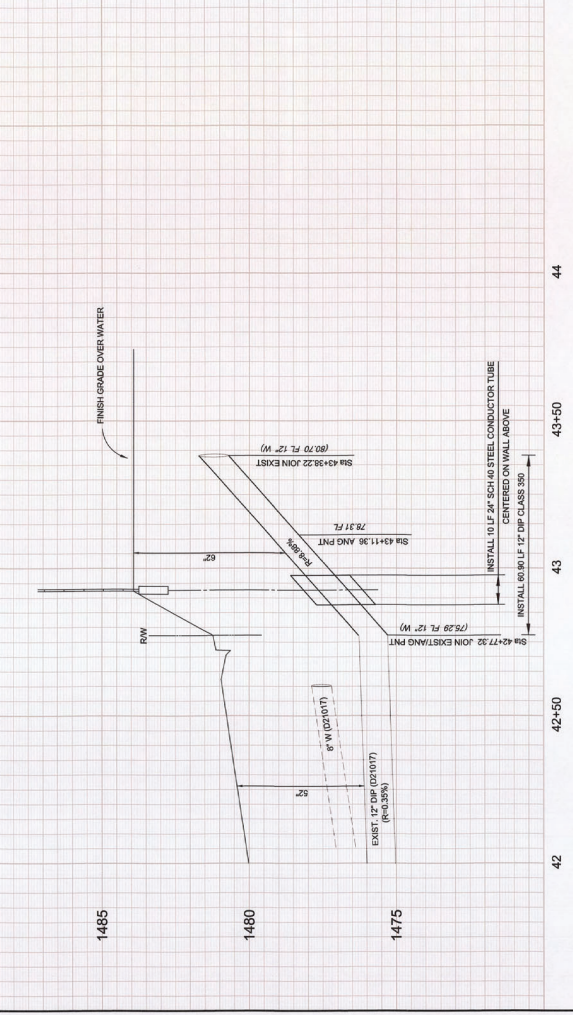 FINISH GRADE OVER WATER
1485
1480
1475
R/W
62"
52"
R=8.88%
8" W (D21017)
EXIST. 12" DIP (D21017)
(R=0.35%)
Sta 42+77.32 JOIN EXIST/ANG PNT
(75.29 FL 12" W)
Sta 43+11.36 ANG PNT
78.31 FL
Sta 43+38.22 JOIN EXIST
(80.70 FL 12" W)
INSTALL 10 LF 24" SCH 40 STEEL CONDUCTOR TUBE
CENTERED ON WALL ABOVE
INSTALL 60.90 LF 12" DIP CLASS 350
42
42+50
43
43+50
44